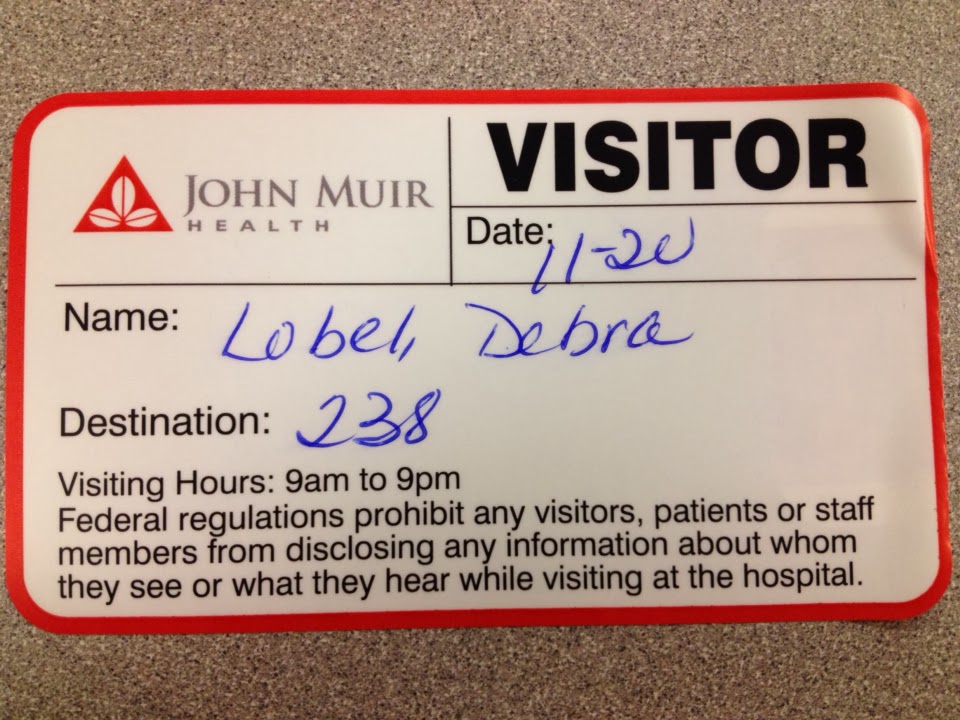 JOHN MUIR
HEALTH
VISITOR
Date: 11-20
Name: Lobel, Debra
Destination: 238
Visiting Hours: 9am to 9pm
Federal regulations prohibit any visitors, patients or staff
members from disclosing any information about whom
they see or what they hear while visiting at the hospital.